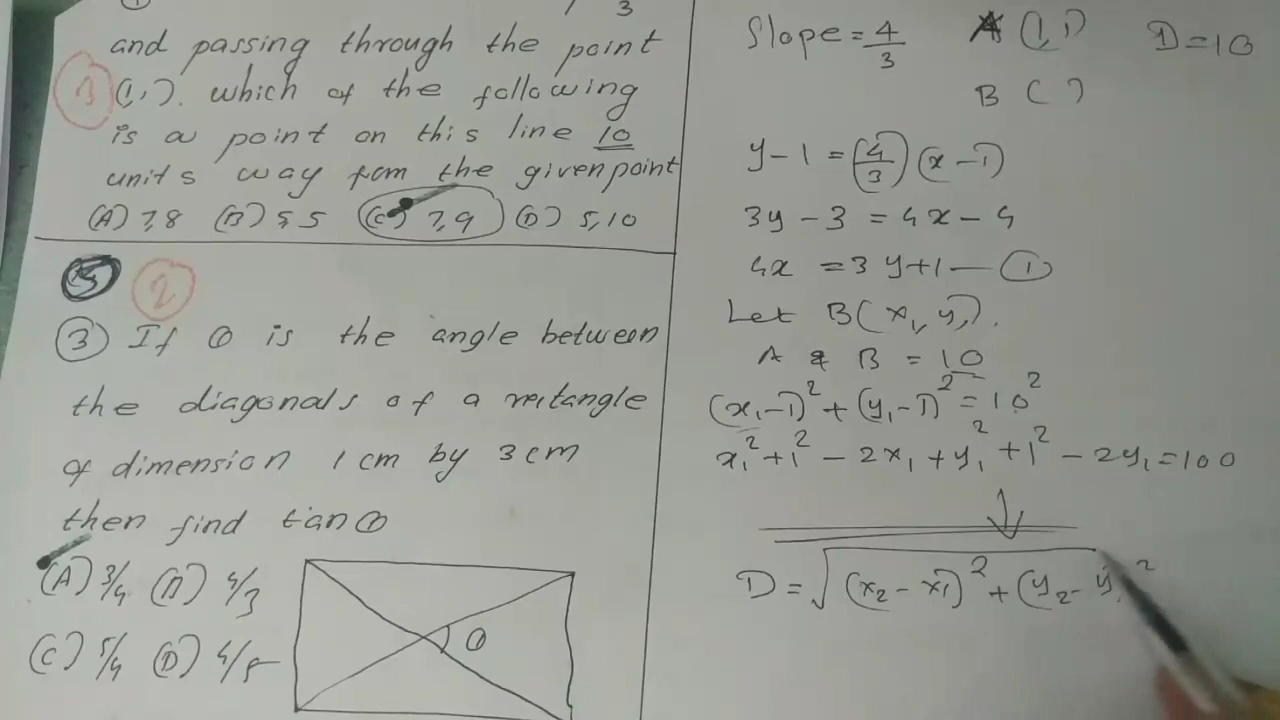 3
and passing through the point
1 (1,1). which of the following
is a point on this line 10
units way from the given point
(A) 7,8 (B) 5,5 (C) 7,9 (D) 5,10
5 2
3 If θ is the angle between
the diagonals of a rectangle
of dimension 1 cm by 3 cm
then find tan θ
(A) 3/4 (B) 4/3
(C) 5/4 (D) 4/5
θ
Slope = 4/3 A (1,1) D = 10
B ( )
y - 1 = (4/3) (x - 1)
3y - 3 = 4x - 4
4x = 3y + 1 — 1
Let B(x₁, y₁).
A & B = 10
(x₁-1)² + (y₁-1)² = 10²
x₁² + 1² - 2x₁ + y₁² + 1² - 2y₁ = 100
D = √(x₂ - x₁)² + (y₂ - y₁)²